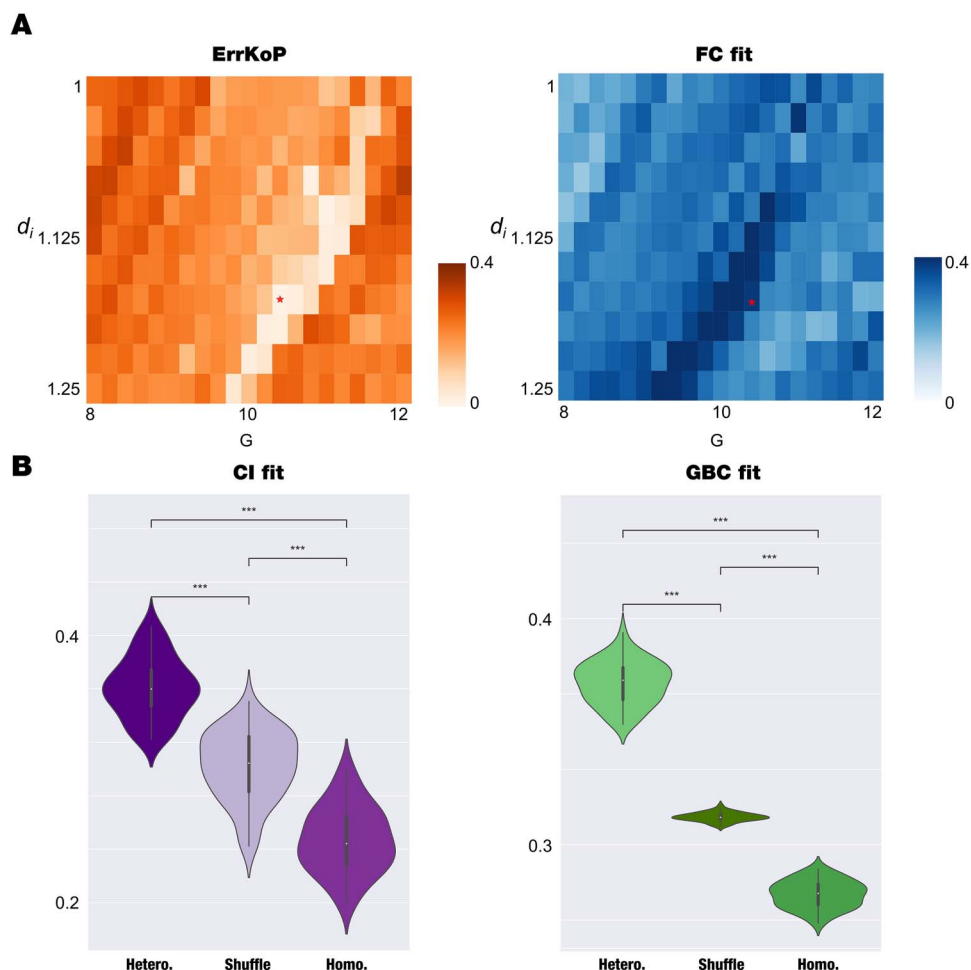 A
ErrKoP
FC fit
1
1
d_i
1.125
d_i
1.125
0.4
0.4
1.25
0
1.25
0
8
10
12
8
10
12
G
G
B
CI fit
GBC fit
***
***
***
***
***
***
0.4
0.4
0.3
0.2
Hetero.
Shuffle
Homo.
Hetero.
Shuffle
Homo.